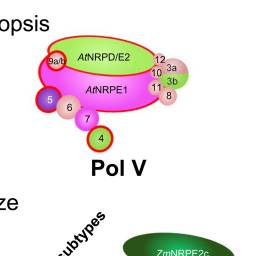 opsis
9a/b
AtNRPD/E2
12
10
3a
3b
AtNRPE1
11
8
5
6
7
4
Pol V
ze
subtypes
ZmNRPE2c